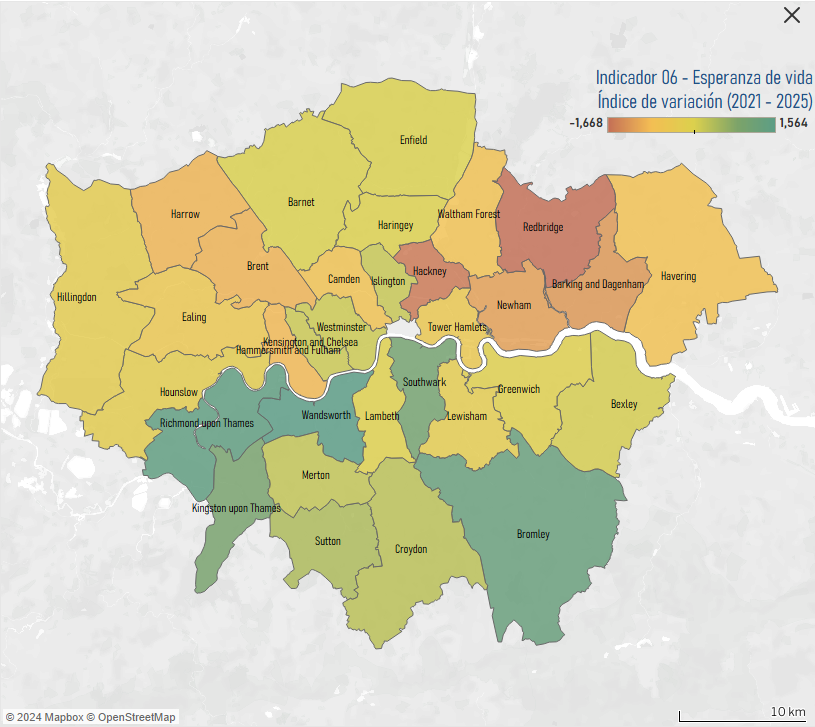 Indicador 06 - Esperanza de vida
Índice de variación (2021 - 2025)
-1,668
1,564
Enfield
Barnet
Haringey
Waltham Forest
Harrow
Redbridge
Brent
Camden
Islington
Hackney
Havering
Barking and Dagenham
Hillingdon
Newham
Ealing
Westminster
Tower Hamlets
Kensington and Chelsea
Hammersmith and Fulham
Hounslow
Southwark
Greenwich
Bexley
Richmond upon Thames
Wandsworth
Lambeth
Lewisham
Merton
Kingston upon Thames
Sutton
Croydon
Bromley
© 2024 Mapbox © OpenStreetMap
10 km